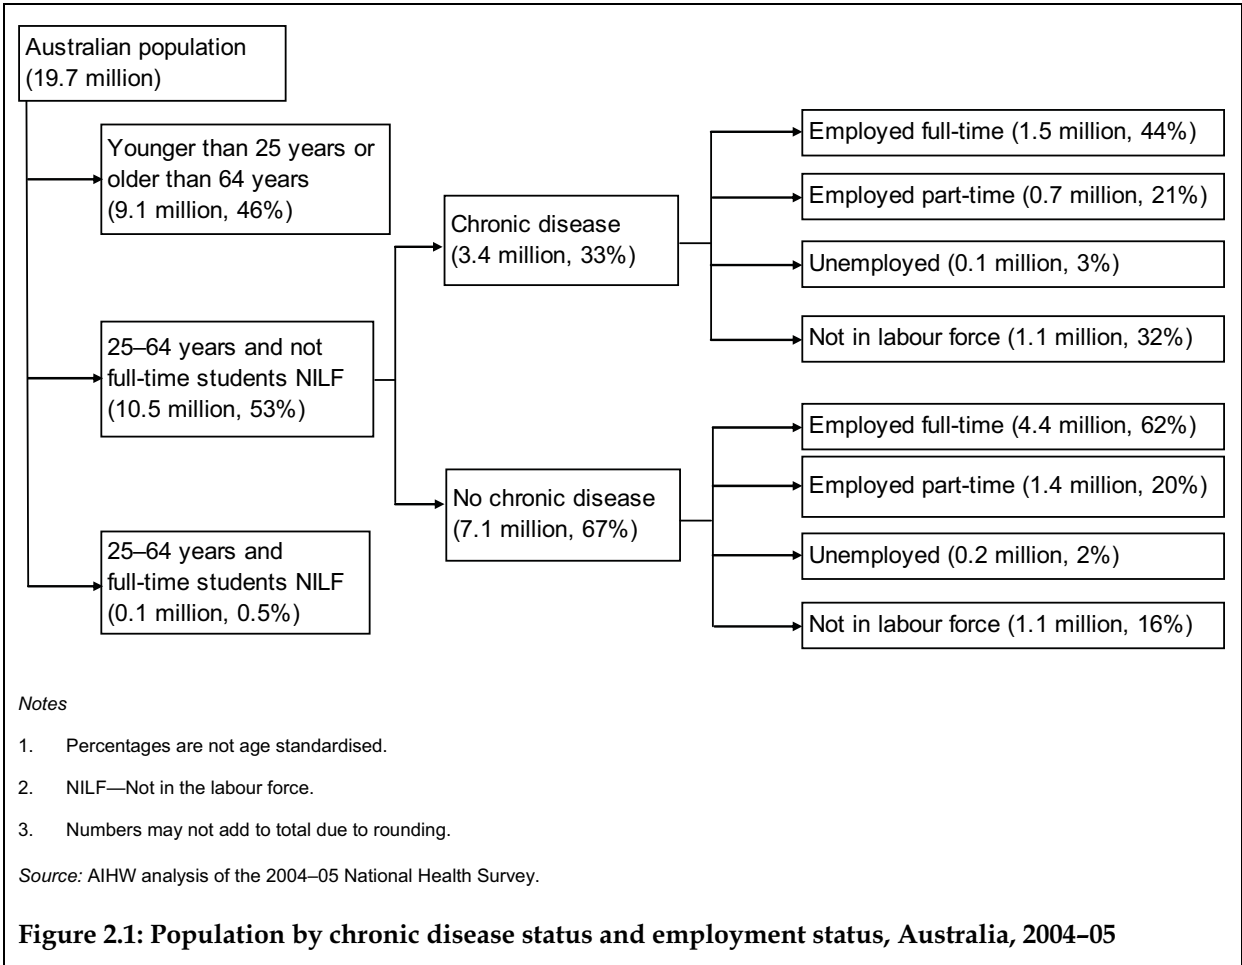 Australian population
(19.7 million)
Younger than 25 years or
older than 64 years
(9.1 million, 46%)
25–64 years and not
full-time students NILF
(10.5 million, 53%)
25–64 years and
full-time students NILF
(0.1 million, 0.5%)
Chronic disease
(3.4 million, 33%)
No chronic disease
(7.1 million, 67%)
Employed full-time (1.5 million, 44%)
Employed part-time (0.7 million, 21%)
Unemployed (0.1 million, 3%)
Not in labour force (1.1 million, 32%)
Employed full-time (4.4 million, 62%)
Employed part-time (1.4 million, 20%)
Unemployed (0.2 million, 2%)
Not in labour force (1.1 million, 16%)
Notes
1. Percentages are not age standardised.
2. NILF—Not in the labour force.
3. Numbers may not add to total due to rounding.
Source: AIHW analysis of the 2004–05 National Health Survey.
Figure 2.1: Population by chronic disease status and employment status, Australia, 2004–05